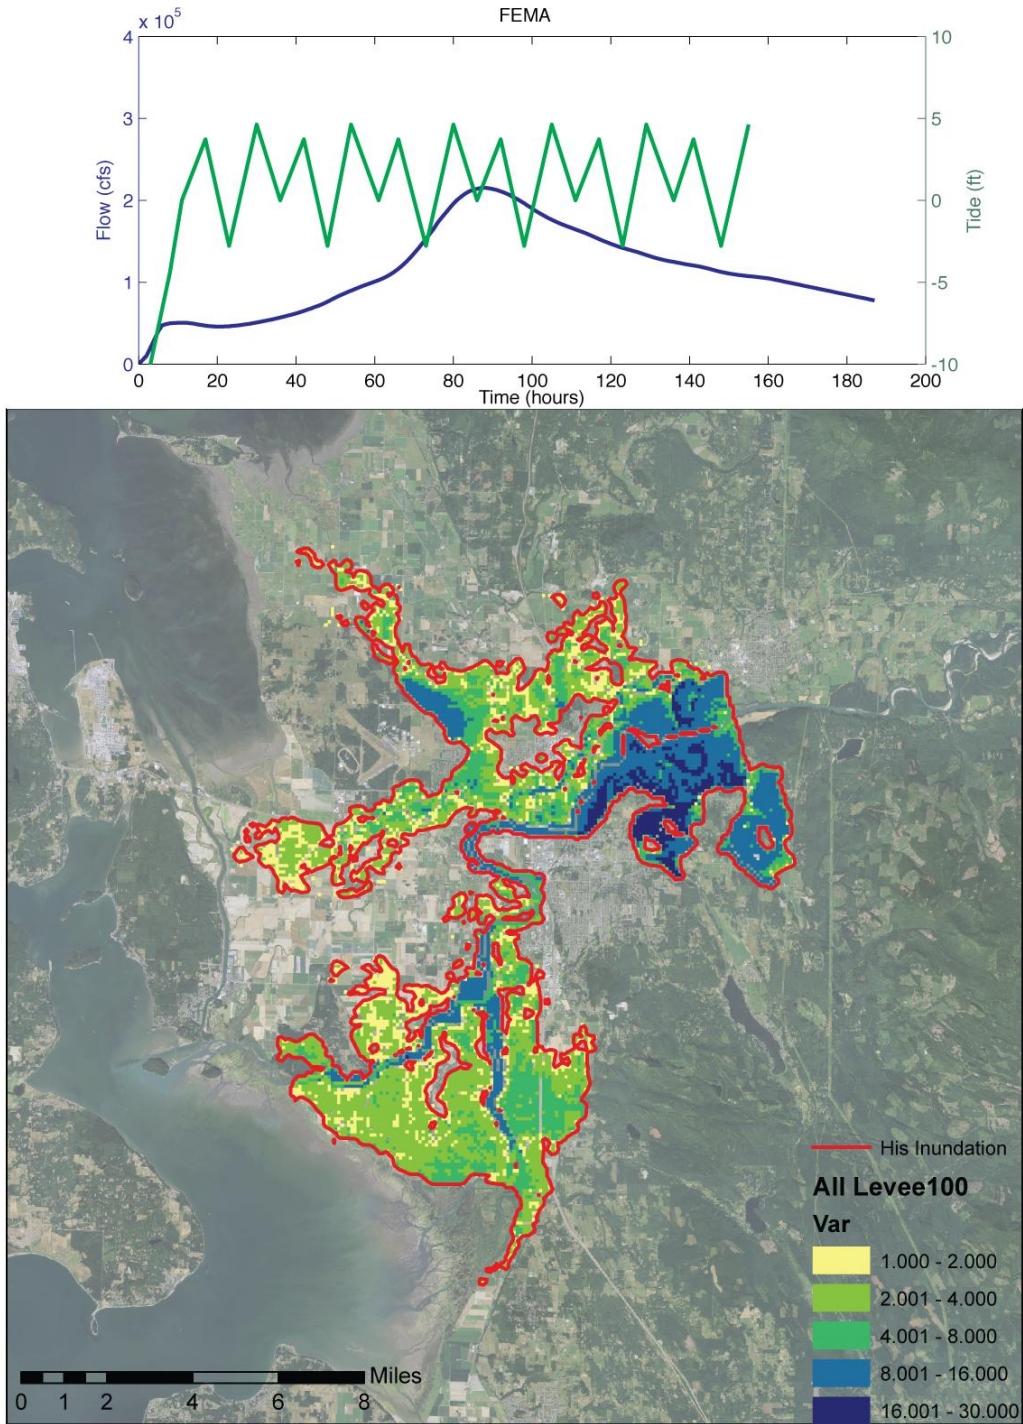 FEMA
x 10⁵
4
3
2
1
0
Flow (cfs)
10
5
0
-5
-10
Tide (ft)
0 20 40 60 80 100 120 140 160 180 200
Time (hours)
His Inundation
All Levee100
Var
1.000 - 2.000
2.001 - 4.000
4.001 - 8.000
8.001 - 16.000
16.001 - 30.000
Miles
0 1 2 4 6 8